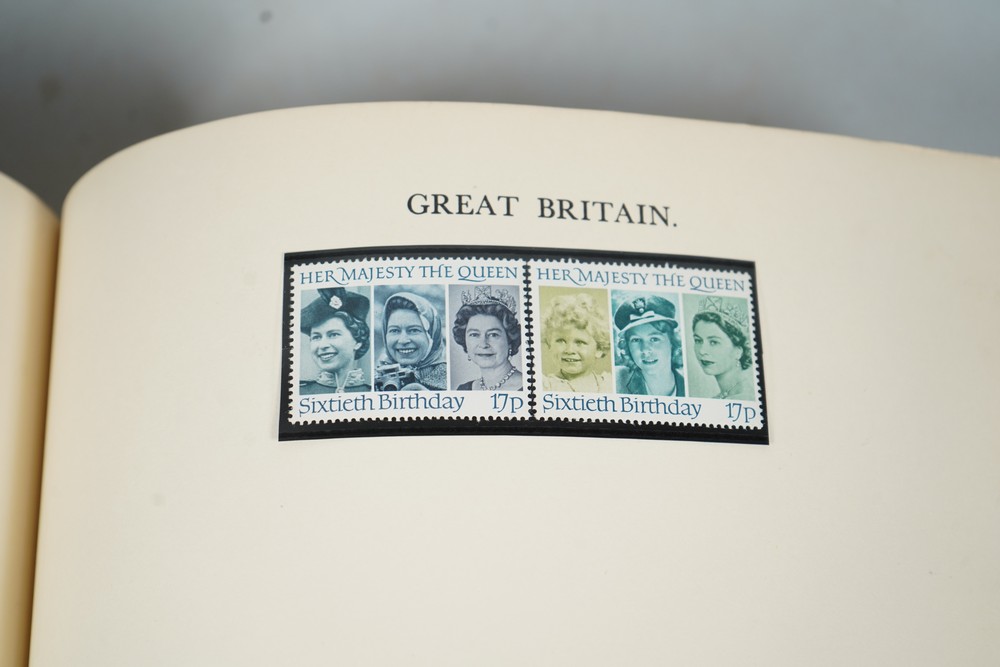 GREAT BRITAIN.
HER MAJESTY THE QUEEN
Sixtieth Birthday 17p
HER MAJESTY THE QUEEN
Sixtieth Birthday 17p